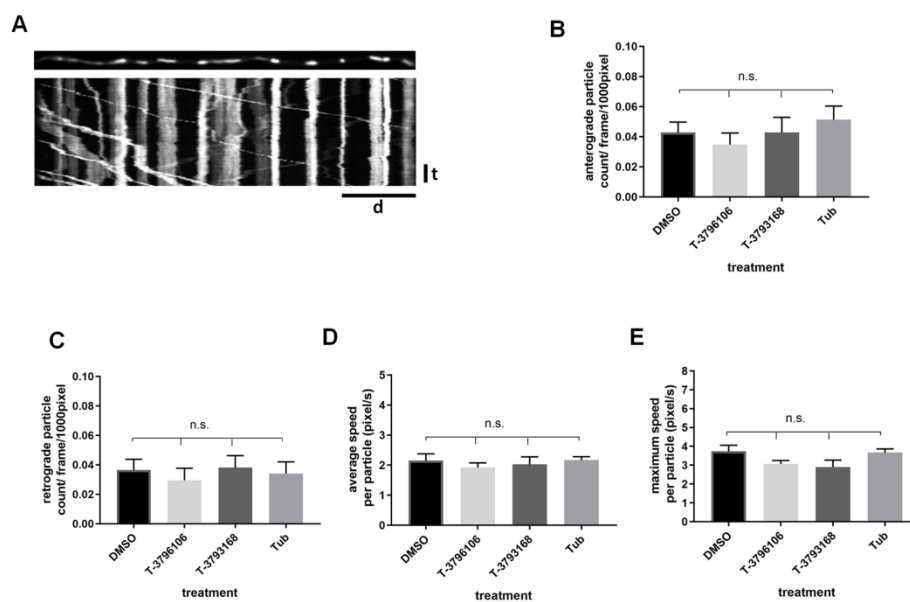 A
t
d
B
anterograde particle
count/ frame/1000pixel
0.10
0.08
0.06
0.04
0.02
0.00
n.s.
DMSO
T-3796106
T-3793168
Tub
treatment
C
retrograde particle
count/ frame/1000pixel
0.10
0.08
0.06
0.04
0.02
0.00
n.s.
DMSO
T-3796106
T-3793168
Tub
treatment
D
average speed
per particle (pixel/s)
5
4
3
2
1
0
n.s.
DMSO
T-3796106
T-3793168
Tub
treatment
E
maximum speed
per particle (pixel/s)
8
7
6
5
4
3
2
1
0
n.s.
DMSO
T-3796106
T-3793168
Tub
treatment